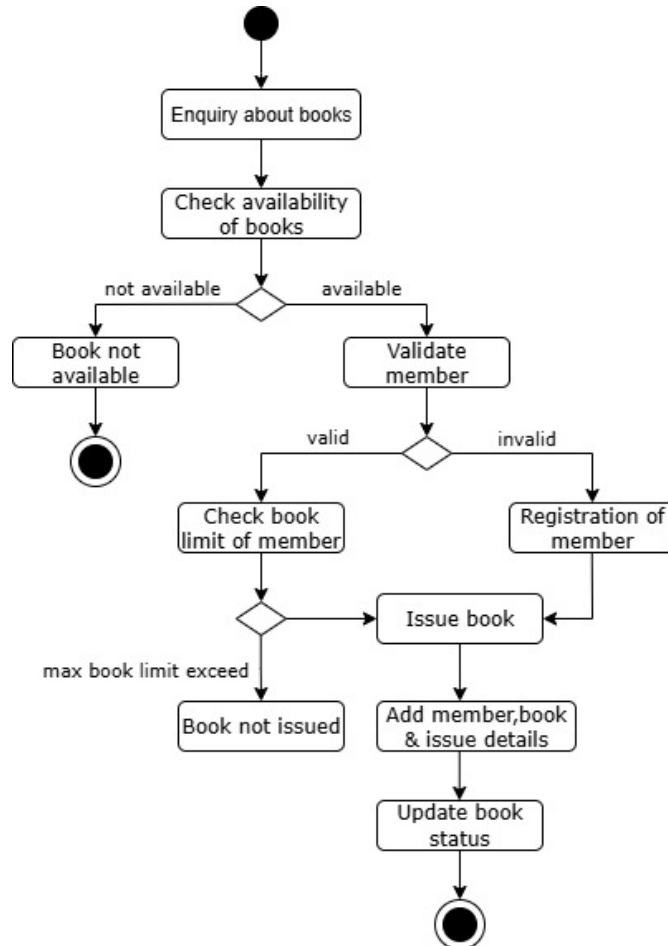 Enquiry about books
Check availability
of books
not available
available
Book not
available
Validate
member
valid
invalid
Check book
limit of member
Registration of
member
Issue book
max book limit exceed
Book not issued
Add member,book
& issue details
Update book
status